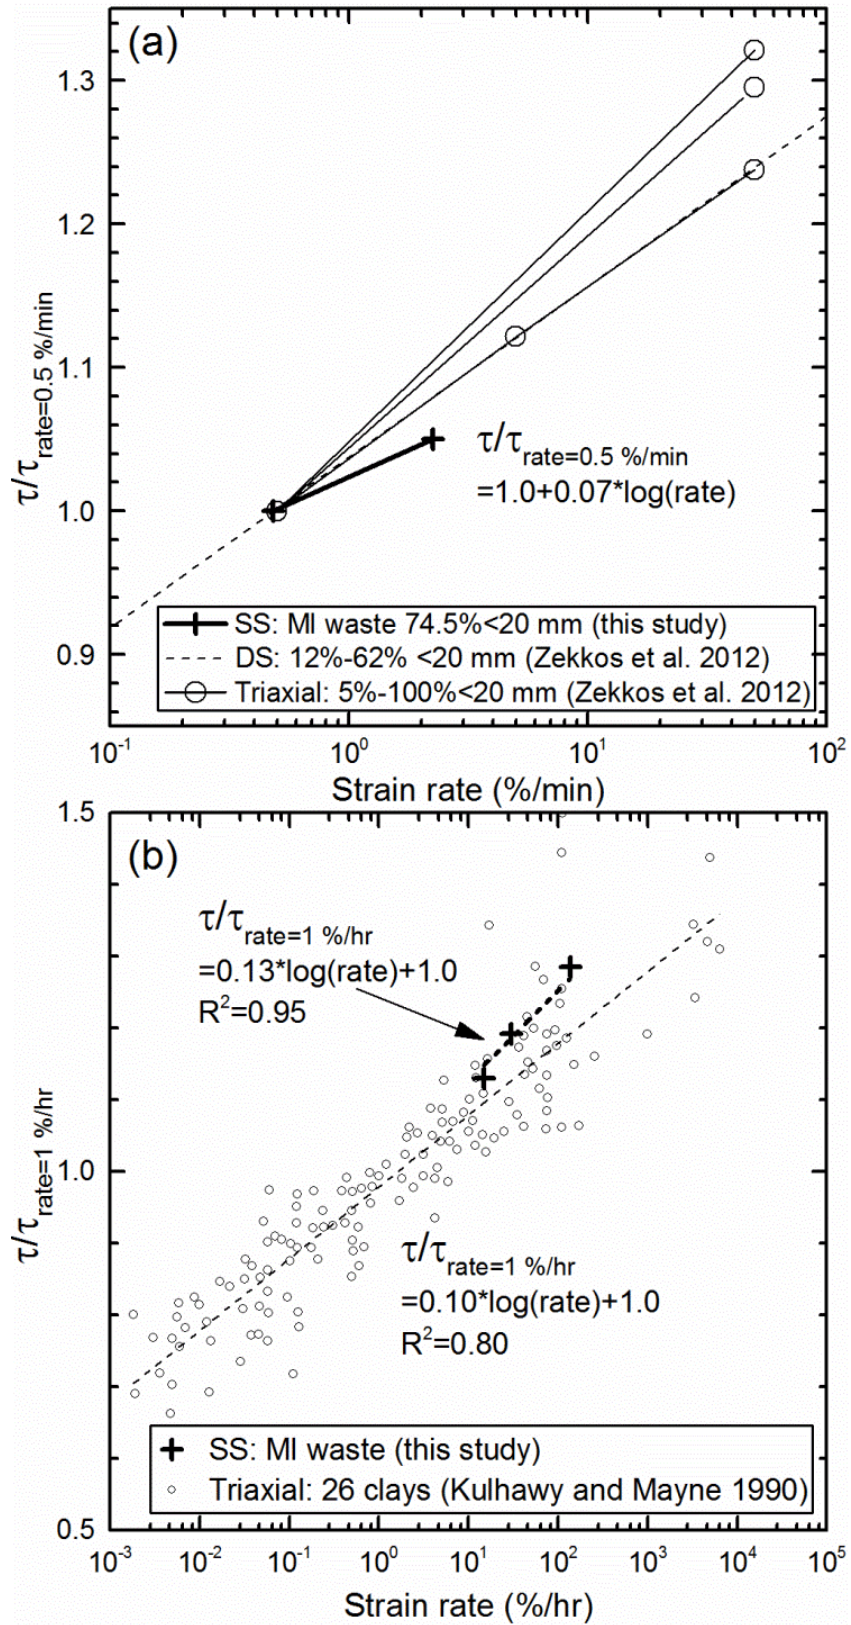 (a)
1.3
1.2
1.1
1.0
0.9
τ/τrate=0.5 %/min
τ/τrate=0.5 %/min
=1.0+0.07*log(rate)
SS: MI waste 74.5%<20 mm (this study)
DS: 12%-62% <20 mm (Zekkos et al. 2012)
Triaxial: 5%-100%<20 mm (Zekkos et al. 2012)
10-1 100 101 102
Strain rate (%/min)
(b)
1.5
1.0
0.5
τ/τrate=1 %/hr
τ/τrate=1 %/hr
=0.13*log(rate)+1.0
R2=0.95
τ/τrate=1 %/hr
=0.10*log(rate)+1.0
R2=0.80
SS: MI waste (this study)
Triaxial: 26 clays (Kulhawy and Mayne 1990)
10-3 10-2 10-1 100 101 102 103 104 105
Strain rate (%/hr)